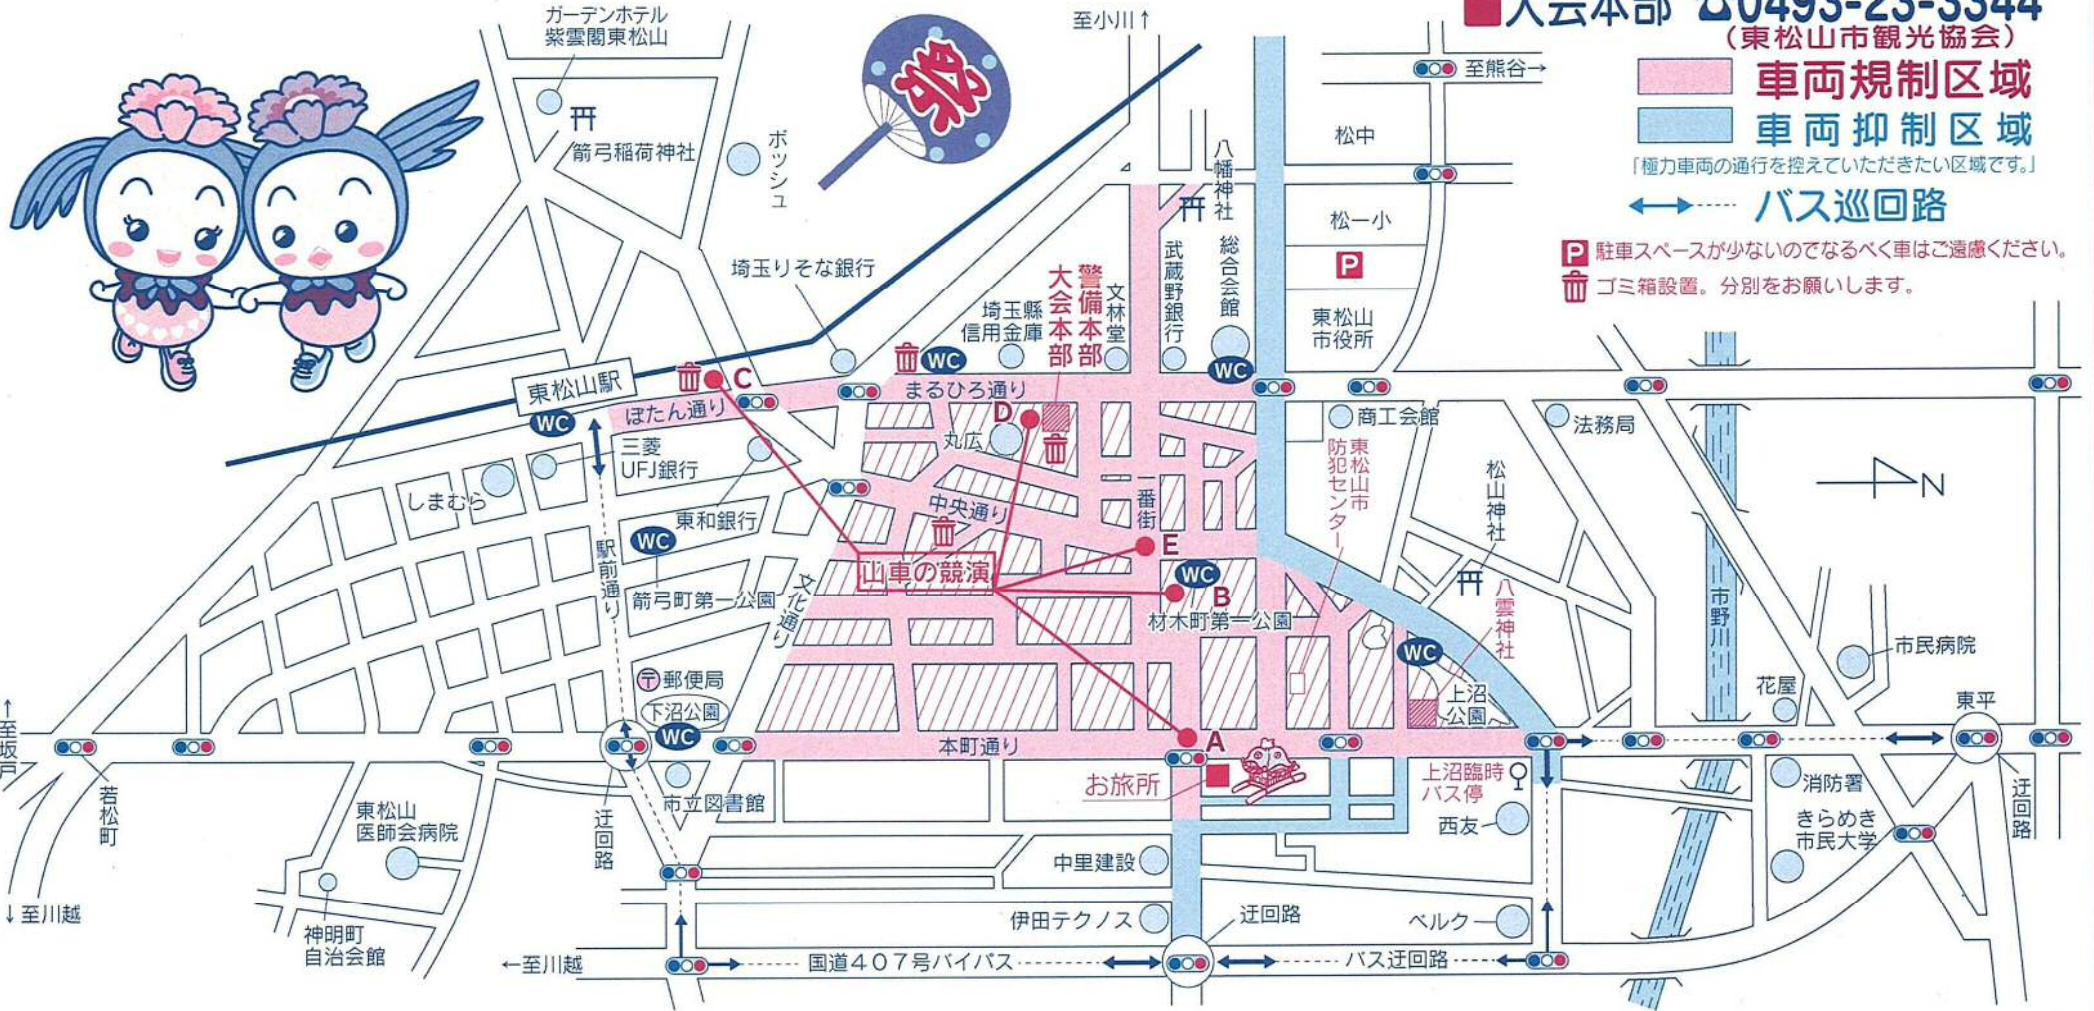 大会本部 ☎0493-23-3344
（東松山市観光協会）
車両規制区域
車両抑制区域
「極力車両の通行を控えていただきたい区域です。」
バス巡回路
P 駐車スペースが少ないのでなるべく車はご遠慮ください。
ゴミ箱設置。分別をお願いします。
ガーデンホテル
紫雲閣東松山
祭
至小川↑
至熊谷→
箭弓稲荷神社
ボッシュ
松中
八幡神社
松一小
P
東松山
市役所
埼玉りそな銀行
埼玉縣
信用金庫
大会本部
警備本部
文林堂
武蔵野銀行
総合会館
WC
WC
東松山駅
WC
C
ぼたん通り
まるひろ通り
D
丸広
三菱
UFJ銀行
しまむら
東和銀行
WC
箭弓町第一公園
駅前通り
文化通り
中央通り
一番街
E
山車の競演
WC
B
材木町第一公園
商工会館
法務局
東松山市
防犯センター
松山神社
N
八雲神社
WC
上沼
公園
市野川
市民病院
花屋
東平
〒郵便局
下沼公園
WC
本町通り
A
お旅所
上沼臨時
バス停
西友
消防署
きらめき
市民大学
迂回路
↑至坂戸
若松町
↓至川越
東松山
医師会病院
神明町
自治会館
迂回路
市立図書館
中里建設
伊田テクノス
迂回路
ベルク
←至川越
国道407号バイパス
バス迂回路